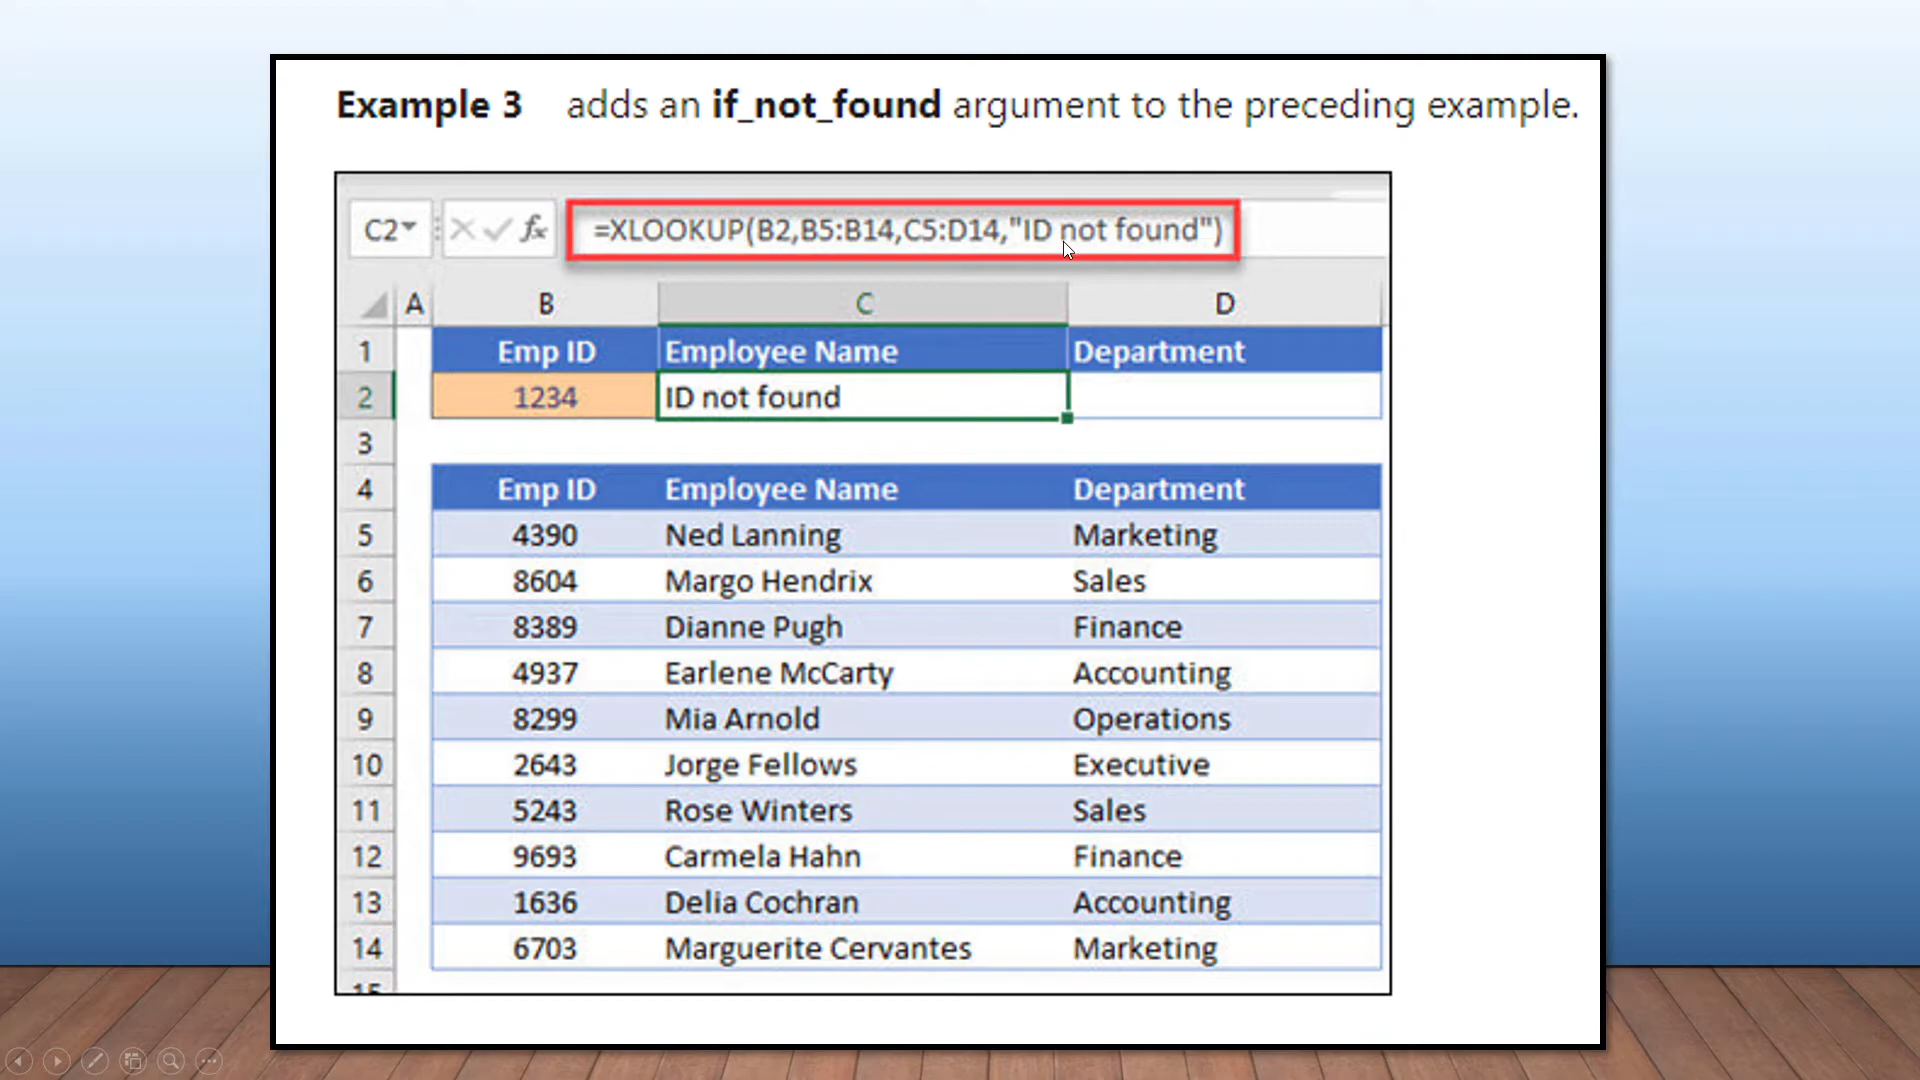 Example 3 adds an if_not_found argument to the preceding example.
C2 fx =XLOOKUP(B2,B5:B14,C5:D14,"ID not found")
A B C D
1 Emp ID Employee Name Department
2 1234 ID not found
3
4 Emp ID Employee Name Department
5 4390 Ned Lanning Marketing
6 8604 Margo Hendrix Sales
7 8389 Dianne Pugh Finance
8 4937 Earlene McCarty Accounting
9 8299 Mia Arnold Operations
10 2643 Jorge Fellows Executive
11 5243 Rose Winters Sales
12 9693 Carmela Hahn Finance
13 1636 Delia Cochran Accounting
14 6703 Marguerite Cervantes Marketing
15